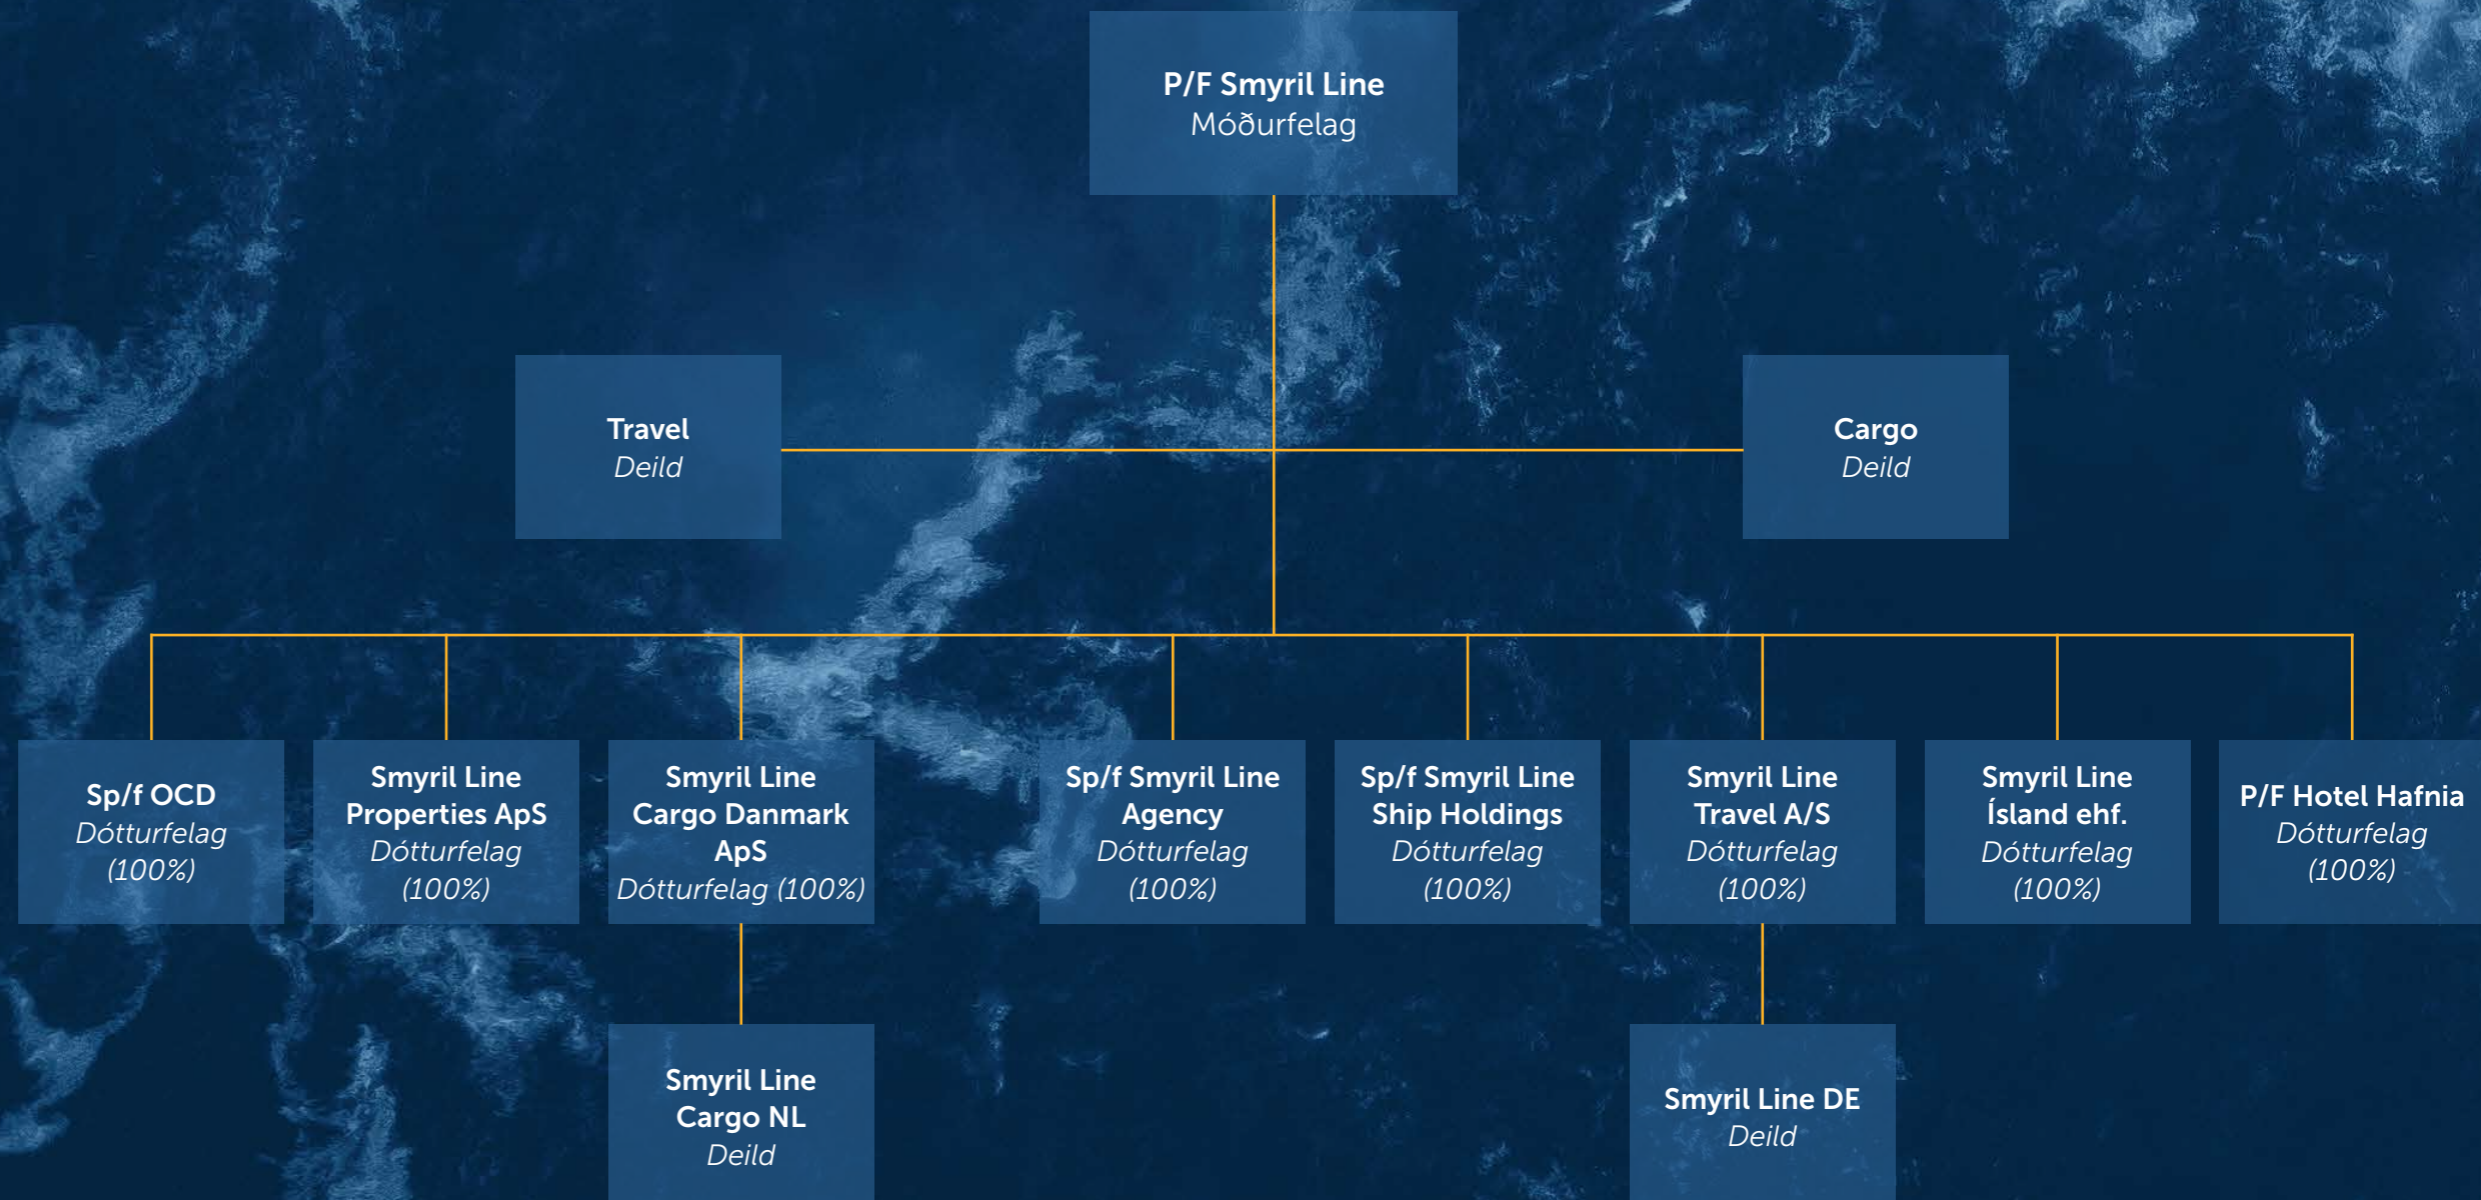 P/F Smyril Line
Móðurfelag
Travel
Deild
Cargo
Deild
Sp/f OCD
Dótturfelag
(100%)
Smyril Line
Properties ApS
Dótturfelag
(100%)
Smyril Line
Cargo Danmark
ApS
Dótturfelag (100%)
Sp/f Smyril Line
Agency
Dótturfelag
(100%)
Sp/f Smyril Line
Ship Holdings
Dótturfelag
(100%)
Smyril Line
Travel A/S
Dótturfelag
(100%)
Smyril Line
Ísland ehf.
Dótturfelag
(100%)
P/F Hotel Hafnia
Dótturfelag
(100%)
Smyril Line
Cargo NL
Deild
Smyril Line DE
Deild